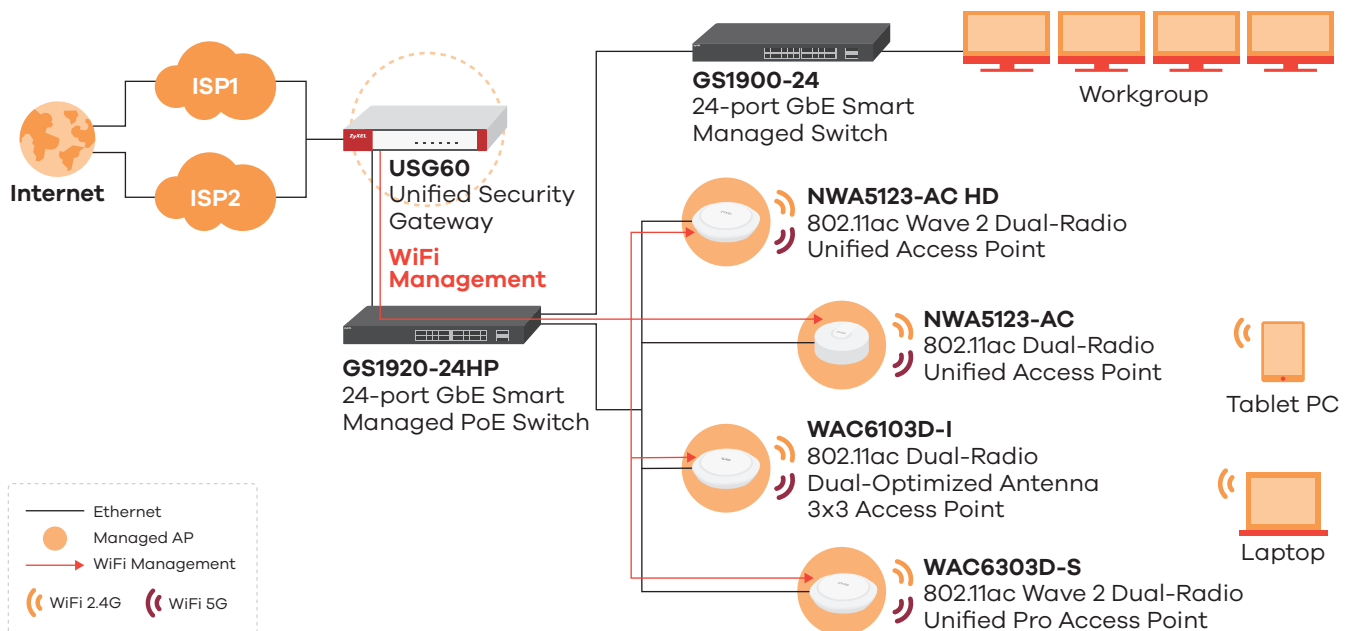 ISP1
ISP2
Internet
ZyXEL
USG60
Unified Security
Gateway
WiFi
Management
GS1920-24HP
24-port GbE Smart
Managed PoE Switch
GS1900-24
24-port GbE Smart
Managed Switch
Workgroup
NWA5123-AC HD
802.11ac Wave 2 Dual-Radio
Unified Access Point
NWA5123-AC
802.11ac Dual-Radio
Unified Access Point
WAC6103D-I
802.11ac Dual-Radio
Dual-Optimized Antenna
3x3 Access Point
WAC6303D-S
802.11ac Wave 2 Dual-Radio
Unified Pro Access Point
Tablet PC
Laptop
Ethernet
Managed AP
WiFi Management
WiFi 2.4G
WiFi 5G